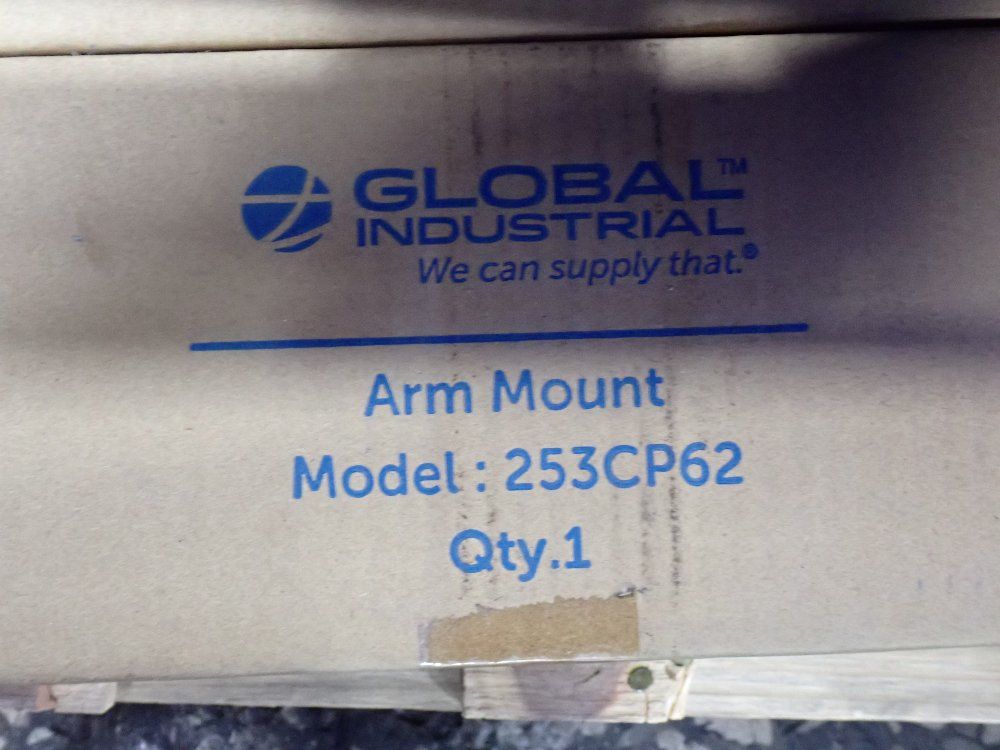 GLOBAL™
INDUSTRIAL
We can supply that.®
Arm Mount
Model : 253CP62
Qty.1